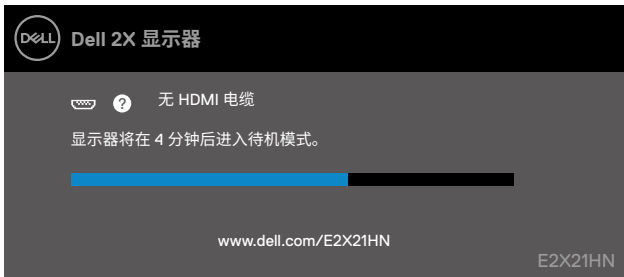 DELL
Dell 2X 显示器
? 无 HDMI 电缆
显示器将在 4 分钟后进入待机模式。
www.dell.com/E2X21HN
E2X21HN